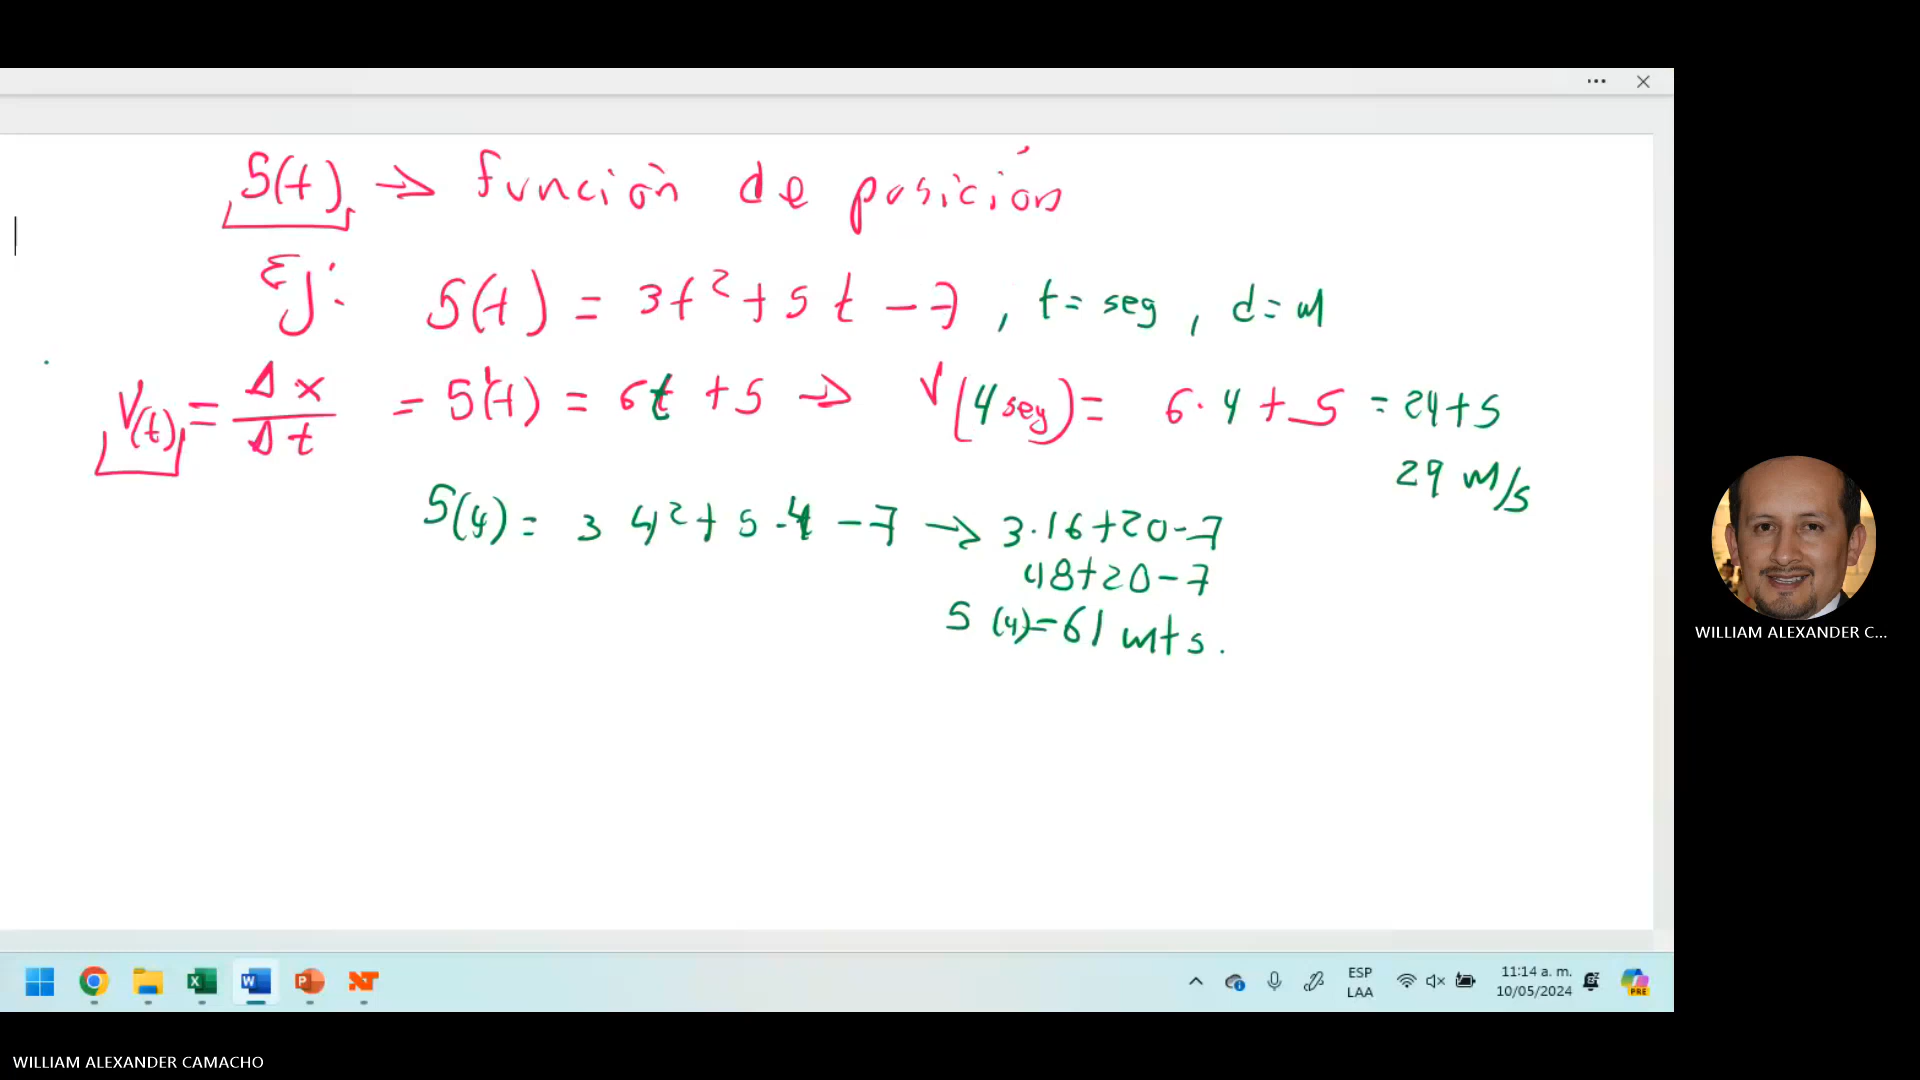 S(t) → función de posición
Ej: S(t) = 3t² + 5t - 7 , t = seg , d = m
V(t) = Δx/Δt = S'(t) = 6t + 5 → V(4seg) = 6·4 + 5 = 24+5
29 m/s
S(4) = 3 4² + 5·4 - 7 → 3·16+20-7
48+20-7
S(4)=61 mts.
WILLIAM ALEXANDER C...
ESP
LAA
11:14 a. m.
10/05/2024
PRE
WILLIAM ALEXANDER CAMACHO